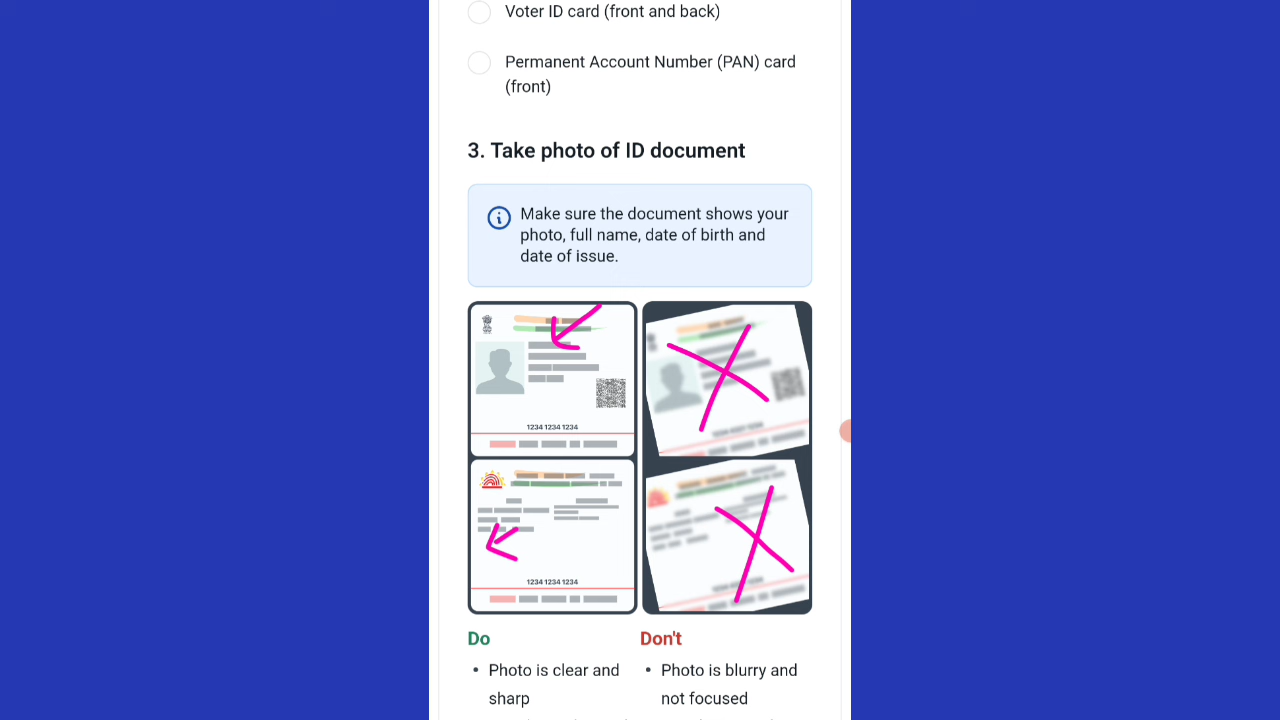 Voter ID card (front and back)
Permanent Account Number (PAN) card
(front)
3. Take photo of ID document
Make sure the document shows your
photo, full name, date of birth and
date of issue.
1234 1234 1234
1234 1234 1234
Do
Don't
• Photo is clear and
sharp
• Photo is blurry and
not focused